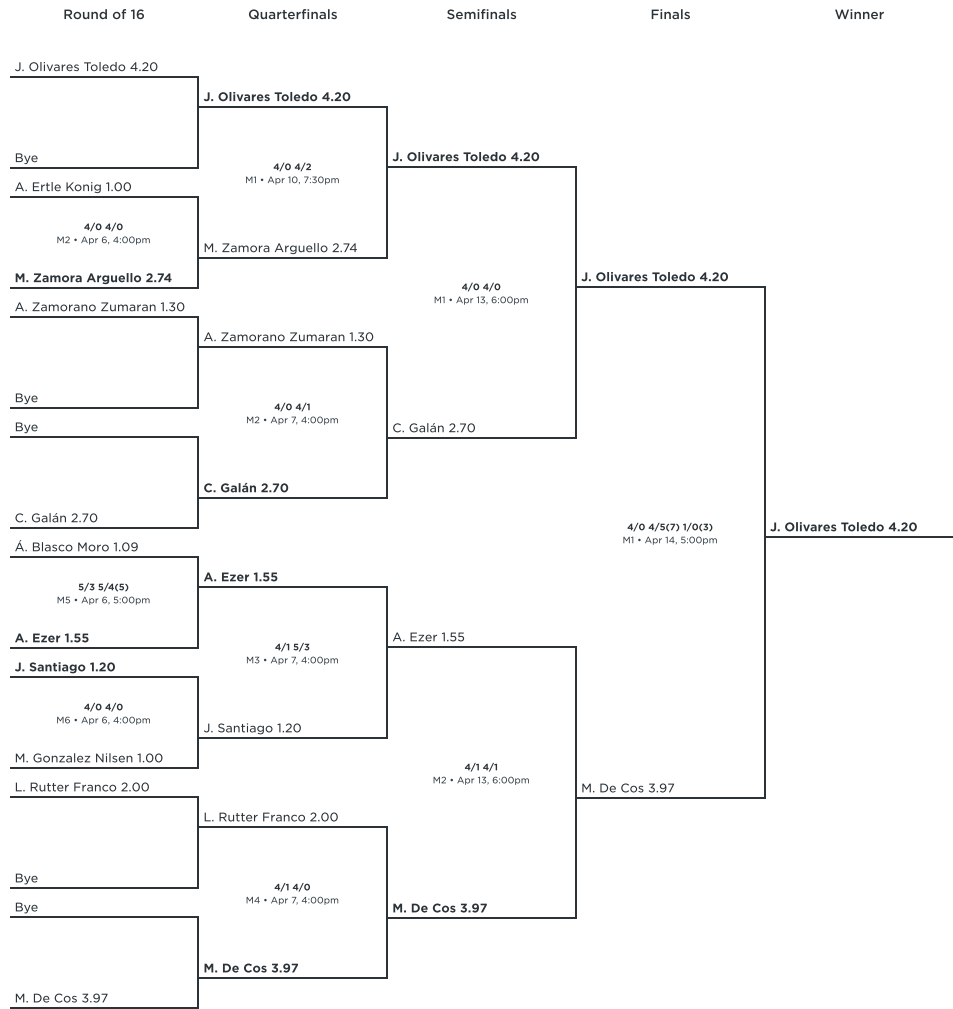 Round of 16
Quarterfinals
Semifinals
Finals
Winner
J. Olivares Toledo 4.20
Bye
A. Ertle Konig 1.00
4/0 4/0
M2 • Apr 6, 4:00pm
M. Zamora Arguello 2.74
A. Zamorano Zumaran 1.30
Bye
Bye
C. Galán 2.70
Á. Blasco Moro 1.09
5/3 5/4(5)
M5 • Apr 6, 5:00pm
A. Ezer 1.55
J. Santiago 1.20
4/0 4/0
M6 • Apr 6, 4:00pm
M. Gonzalez Nilsen 1.00
L. Rutter Franco 2.00
Bye
Bye
M. De Cos 3.97
J. Olivares Toledo 4.20
4/0 4/2
M1 • Apr 10, 7:30pm
M. Zamora Arguello 2.74
A. Zamorano Zumaran 1.30
4/0 4/1
M2 • Apr 7, 4:00pm
C. Galán 2.70
A. Ezer 1.55
4/1 5/3
M3 • Apr 7, 4:00pm
J. Santiago 1.20
L. Rutter Franco 2.00
4/1 4/0
M4 • Apr 7, 4:00pm
M. De Cos 3.97
J. Olivares Toledo 4.20
4/0 4/0
M1 • Apr 13, 6:00pm
C. Galán 2.70
A. Ezer 1.55
4/1 4/1
M2 • Apr 13, 6:00pm
M. De Cos 3.97
J. Olivares Toledo 4.20
4/0 4/5(7) 1/0(3)
M1 • Apr 14, 5:00pm
M. De Cos 3.97
J. Olivares Toledo 4.20